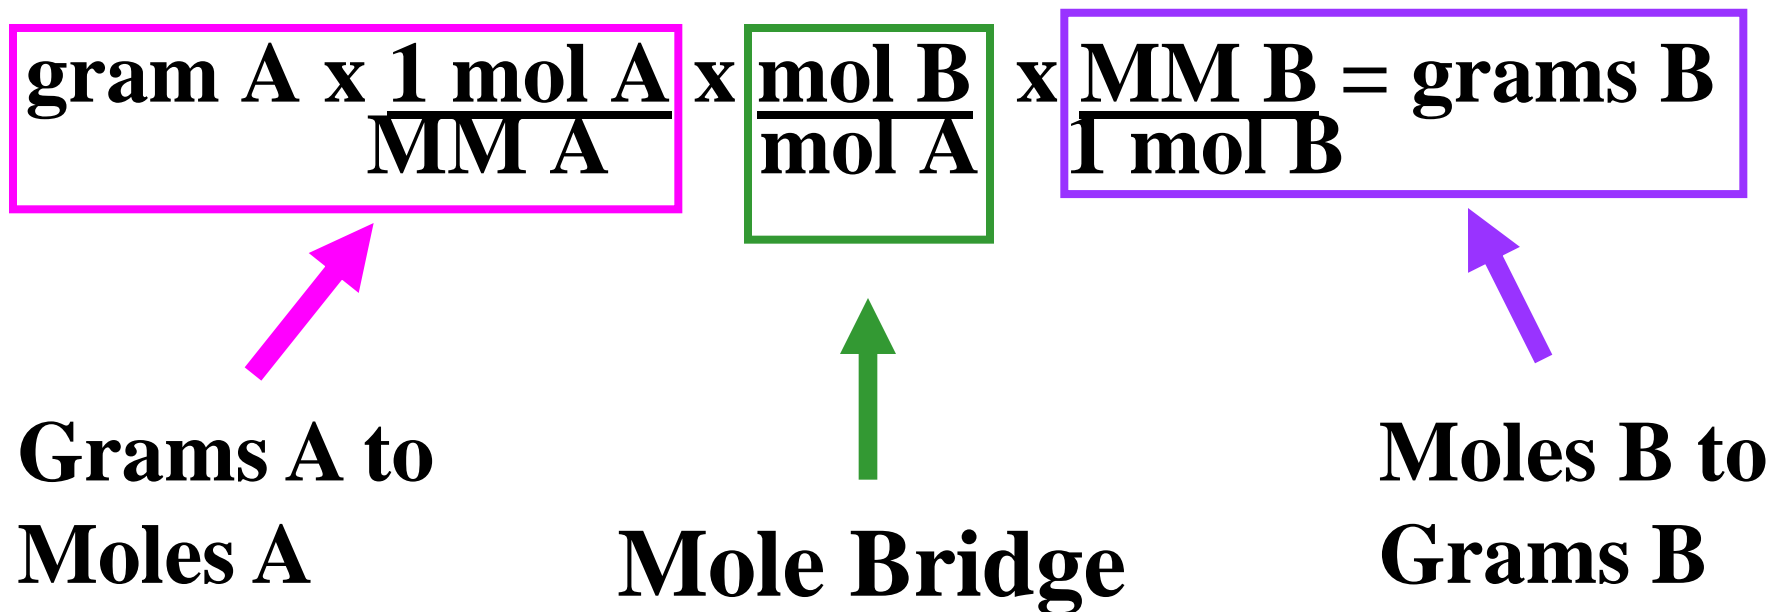 gram A x 1 mol A x mol B x MM B = grams B
MM A mol A 1 mol B
Grams A to
Moles A
Mole Bridge
Moles B to
Grams B